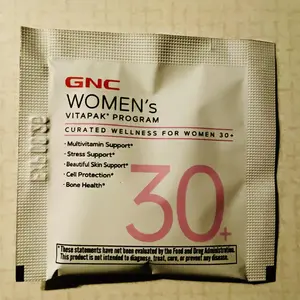 GNC
WOMEN's
VITAPAK® PROGRAM
CURATED WELLNESS FOR WOMEN 30+
• Multivitamin Support*
• Stress Support*
• Beautiful Skin Support*
• Cell Protection*
• Bone Health*
30+
*These statements have not been evaluated by the Food and Drug Administration.
This product is not intended to diagnose, treat, cure, or prevent any disease.